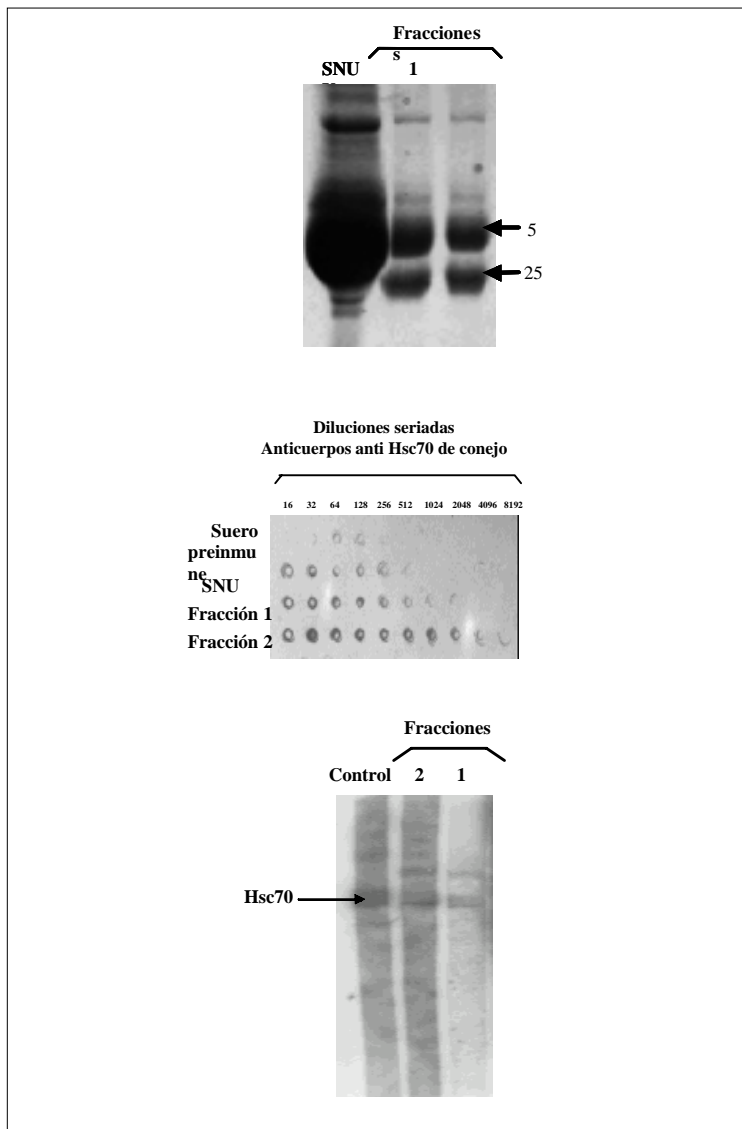 Fracciones
s
SNU
1
5
25
Diluciones seriadas
Anticuerpos anti Hsc70 de conejo
16 32 64 128 256 512 1024 2048 4096 8192
Suero
preinmu
ne
SNU
Fracción 1
Fracción 2
Fracciones
Control 2 1
Hsc70